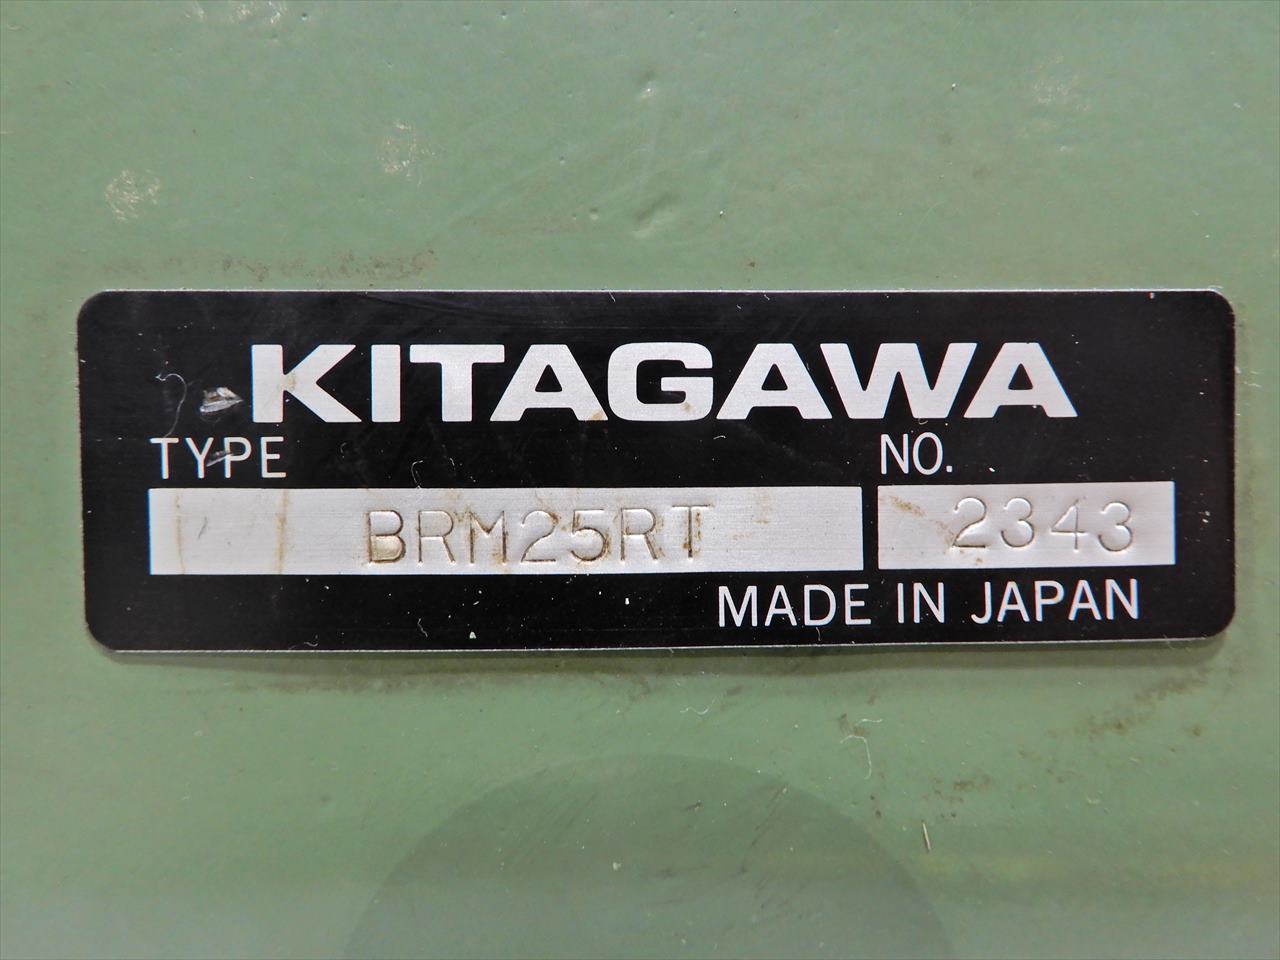 KITAGAWA
TYPE NO.
BRM25RT 2343
MADE IN JAPAN